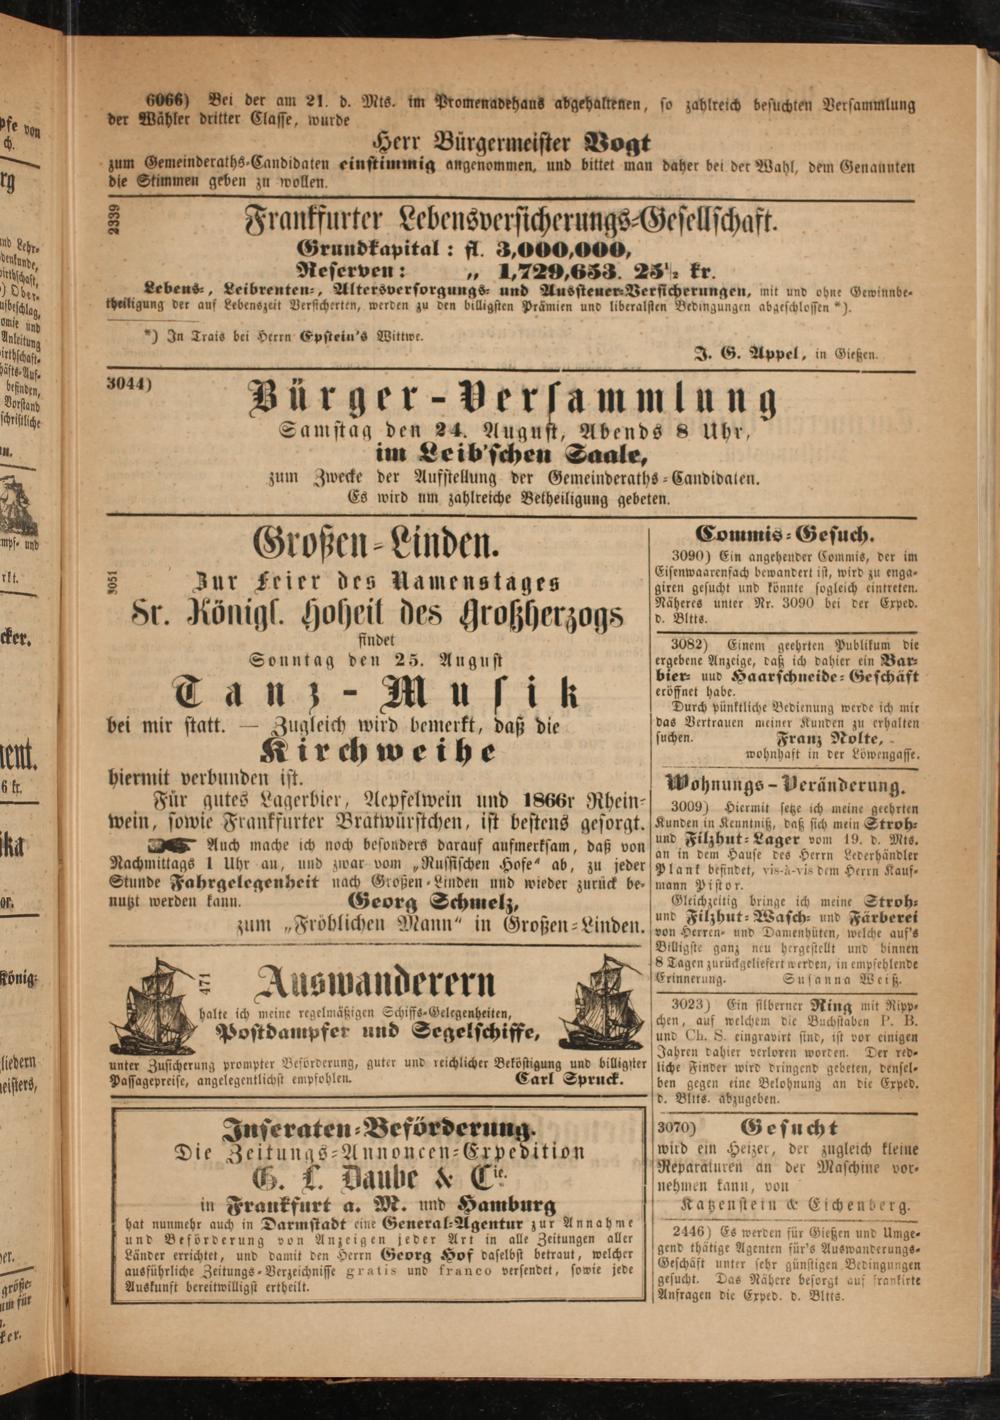 6066) Bei der am 21. d. Mts. im Promenadehaus abgehaltenen, so zahlreich besuchten Versammlung
der Wähler dritter Classe, wurde
Herr Bürgermeister Vogt
zum Gemeinderaths-Candidaten einstimmig angenommen, und bittet man daher bei der Wahl, dem Genannten
die Stimmen geben zu wollen.
2339
Frankfurter Lebensversicherungs-Gesellschaft.
Grundkapital: fl. 3,000,000,
Reserven: „ 1,729,653. 25½ kr.
Lebens-, Leibrenten-, Altersversorgungs- und Aussteuer-Versicherungen, mit und ohne Gewinnbe-
theiligung der auf Lebenszeit Versicherten, werden zu den billigsten Prämien und liberalsten Bedingungen abgeschlossen *).
*) In Trais bei Herrn Epstein's Wittwe.
J. G. Appel, in Gießen.
3044)
Bürger-Versammlung
Samstag den 24. August, Abends 8 Uhr,
im Leib'schen Saale,
zum Zwecke der Aufstellung der Gemeinderaths-Candidaten.
Es wird um zahlreiche Betheiligung gebeten.
Großen-Linden.
3051
Zur Feier des Namenstages
Sr. Königl. Hoheit des Großherzogs
findet
Sonntag den 25. August
Tanz-Musik
bei mir statt. — Zugleich wird bemerkt, daß die
Kirchweihe
hiermit verbunden ist.
Für gutes Lagerbier, Aepfelwein und 1866r Rhein-
wein, sowie Frankfurter Bratwürstchen, ist bestens gesorgt.
Auch mache ich noch besonders darauf aufmerksam, daß von
Nachmittags 1 Uhr an, und zwar vom „Russischen Hofe“ ab, zu jeder
Stunde Fahrgelegenheit nach Großen-Linden und wieder zurück be-
nutzt werden kann. Georg Schmelz,
zum „Fröhlichen Mann“ in Großen-Linden.
471
Auswanderern
halte ich meine regelmäßigen Schiffs-Gelegenheiten,
Postdampfer und Segelschiffe,
unter Zusicherung prompter Beförderung, guter und reichlicher Beköstigung und billigster
Passagepreise, angelegentlichst empfohlen. Carl Spruck.
Inseraten-Beförderung.
Die Zeitungs-Annoncen-Expedition
G. L. Daube & Cie.
in Frankfurt a. M. und Hamburg
hat nunmehr auch in Darmstadt eine General-Agentur zur Annahme
und Beförderung von Anzeigen jeder Art in alle Zeitungen aller
Länder errichtet, und damit den Herrn Georg Hof daselbst betraut, welcher
ausführliche Zeitungs-Verzeichnisse gratis und franco versendet, sowie jede
Auskunft bereitwilligst ertheilt.
Commis-Gesuch.
3090) Ein angehender Commis, der im
Eisenwaarenfach bewandert ist, wird zu enga-
giren gesucht und könnte sogleich eintreten.
Näheres unter Nr. 3090 bei der Exped.
d. Bltts.
3082) Einem geehrten Publikum die
ergebene Anzeige, daß ich dahier ein Bar-
bier- und Haarschneide-Geschäft
eröffnet habe.
Durch pünktliche Bedienung werde ich mir
das Vertrauen meiner Kunden zu erhalten
suchen. Franz Nolte,
wohnhaft in der Löwengasse.
Wohnungs-Veränderung.
3009) Hiermit setze ich meine geehrten
Kunden in Kenntniß, daß sich mein Stroh-
und Filzhut-Lager vom 19. d. Mts.
an in dem Hause des Herrn Lederhändler
Plank befindet, vis-à-vis dem Herrn Kauf-
mann Pistor.
Gleichzeitig bringe ich meine Stroh-
und Filzhut-Wasch- und Färberei
von Herren- und Damenhüten, welche auf's
Billigste ganz neu hergestellt und binnen
8 Tagen zurückgeliefert werden, in empfehlende
Erinnerung. Susanna Weiß.
3023) Ein silberner Ring mit Ripp-
chen, auf welchem die Buchstaben P. B.
und Ch. S. eingravirt sind, ist vor einigen
Jahren dahier verloren worden. Der red-
liche Finder wird dringend gebeten, densel-
ben gegen eine Belohnung an die Exped.
d. Bltts. abzugeben.
3070) Gesucht
wird ein Heizer, der zugleich kleine
Reparaturen an der Maschine vor-
nehmen kann, von
Katzenstein & Eichenberg.
2446) Es werden für Gießen und Umge-
gend thätige Agenten für's Auswanderungs-
Geschäft unter sehr günstigen Bedingungen
gesucht. Das Nähere besorgt auf frankirte
Anfragen die Exped. d. Bltts.